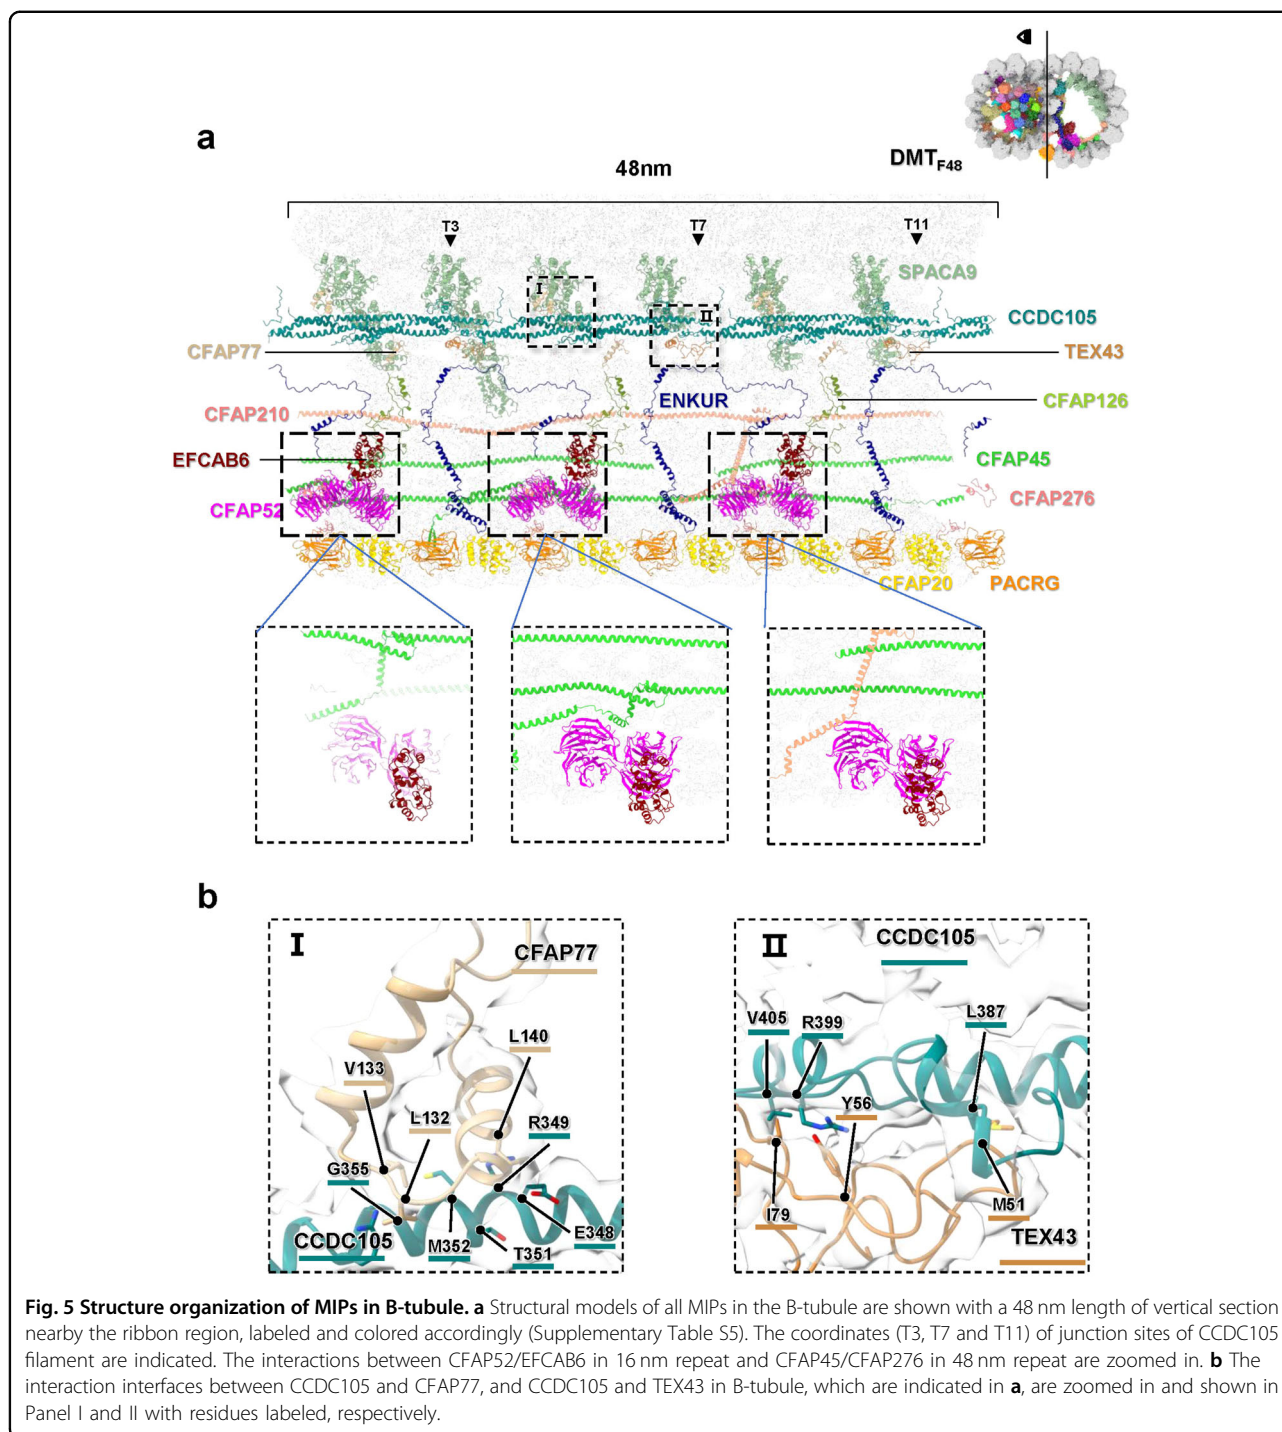 a
DMTF48
48nm
T3
T7
T11
SPACA9
I
II
CCDC105
CFAP77
TEX43
ENKUR
CFAP126
CFAP210
EFCAB6
CFAP45
CFAP52
CFAP276
CFAP20
PACRG
b
I
CFAP77
L140
V133
L132
R349
G355
CCDC105
M352
T351
E348
II
CCDC105
V405
R399
L387
Y56
I79
M51
TEX43
Fig. 5 Structure organization of MIPs in B-tubule. a Structural models of all MIPs in the B-tubule are shown with a 48 nm length of vertical section
nearby the ribbon region, labeled and colored accordingly (Supplementary Table S5). The coordinates (T3, T7 and T11) of junction sites of CCDC105
filament are indicated. The interactions between CFAP52/EFCAB6 in 16 nm repeat and CFAP45/CFAP276 in 48 nm repeat are zoomed in. b The
interaction interfaces between CCDC105 and CFAP77, and CCDC105 and TEX43 in B-tubule, which are indicated in a, are zoomed in and shown in
Panel I and II with residues labeled, respectively.